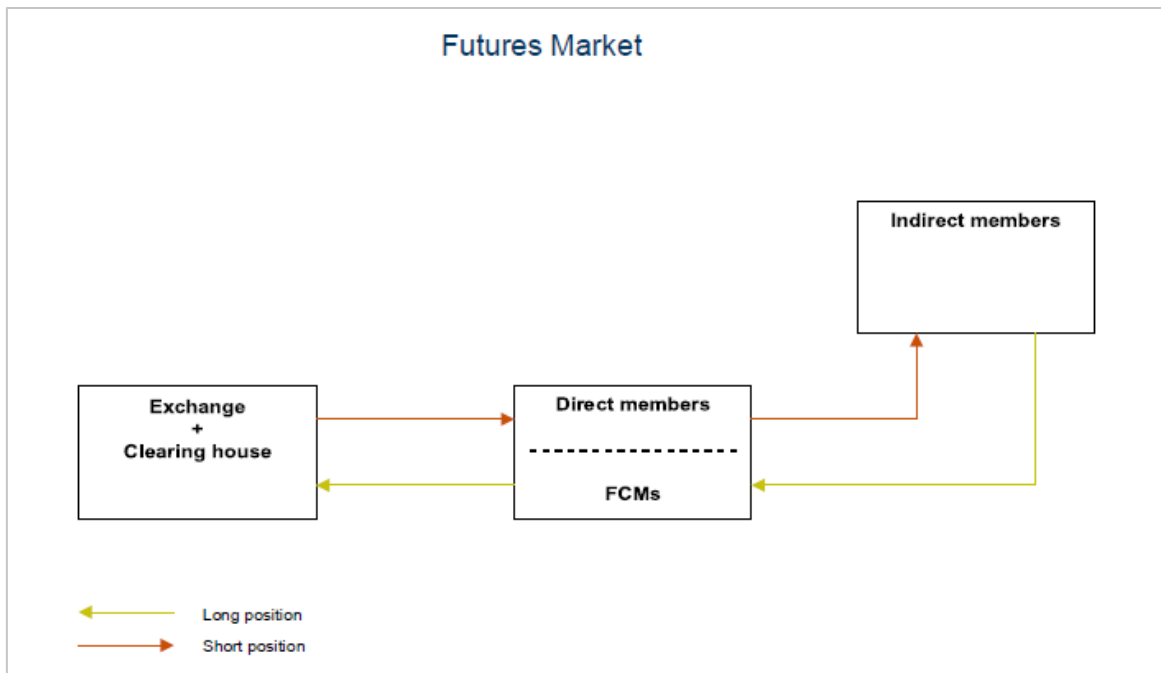 Futures Market
Indirect members
Exchange
+
Clearing house
Direct members
FCMs
Long position
Short position